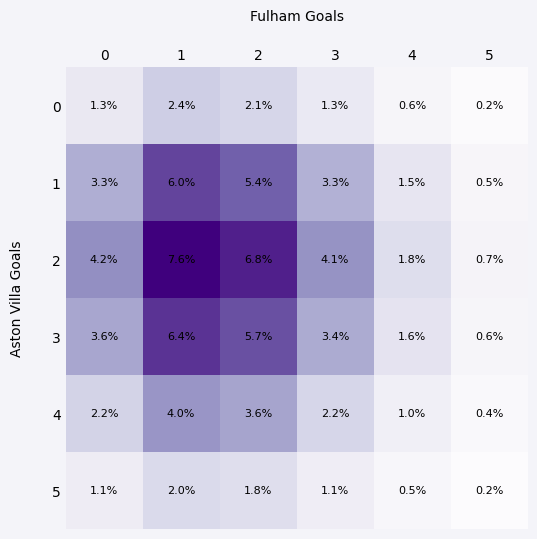 Fulham Goals
0 1 2 3 4 5
0 1.3% 2.4% 2.1% 1.3% 0.6% 0.2%
1 3.3% 6.0% 5.4% 3.3% 1.5% 0.5%
2 4.2% 7.6% 6.8% 4.1% 1.8% 0.7%
3 3.6% 6.4% 5.7% 3.4% 1.6% 0.6%
4 2.2% 4.0% 3.6% 2.2% 1.0% 0.4%
5 1.1% 2.0% 1.8% 1.1% 0.5% 0.2%
Aston Villa Goals